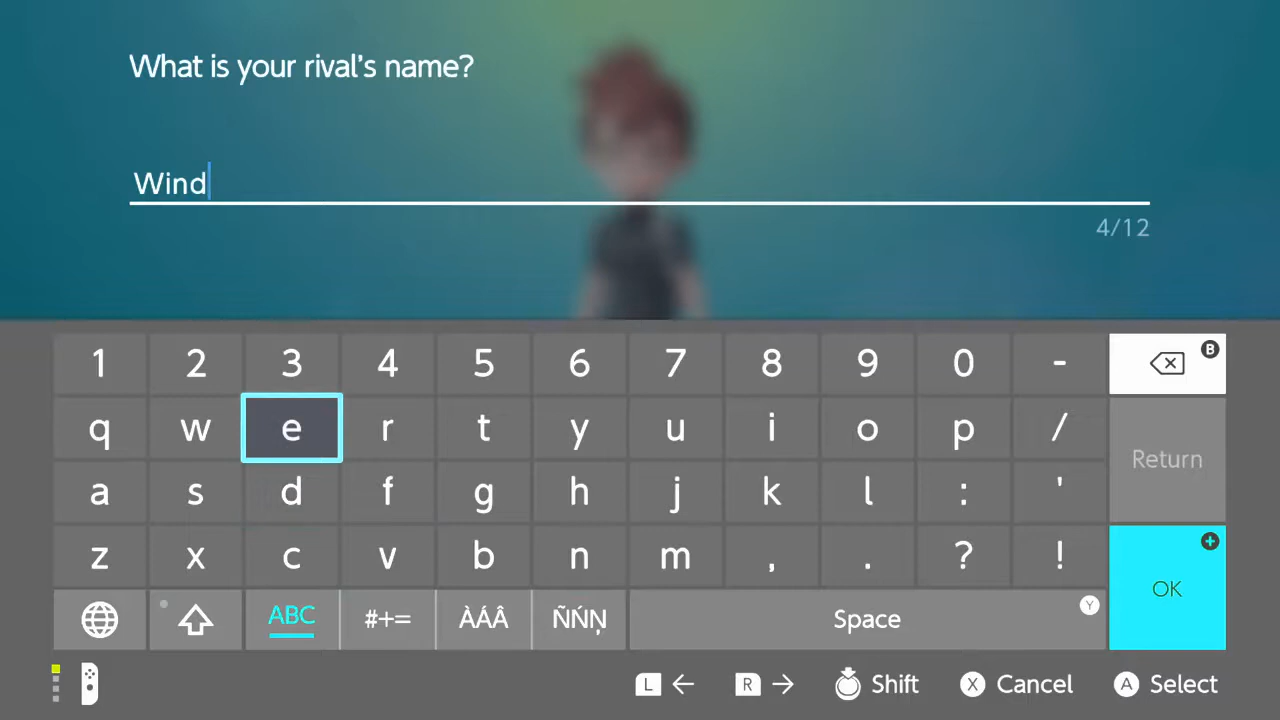 What is your rival's name?
Wind
4/12
1 2 3 4 5 6 7 8 9 0 - B
q w e r t y u i o p / Return
a s d f g h j k l : '
z x c v b n m , . ? ! + OK
ABC #+= ÀÁÂ ÑŃŅ Space Y
L ← R → Shift X Cancel A Select